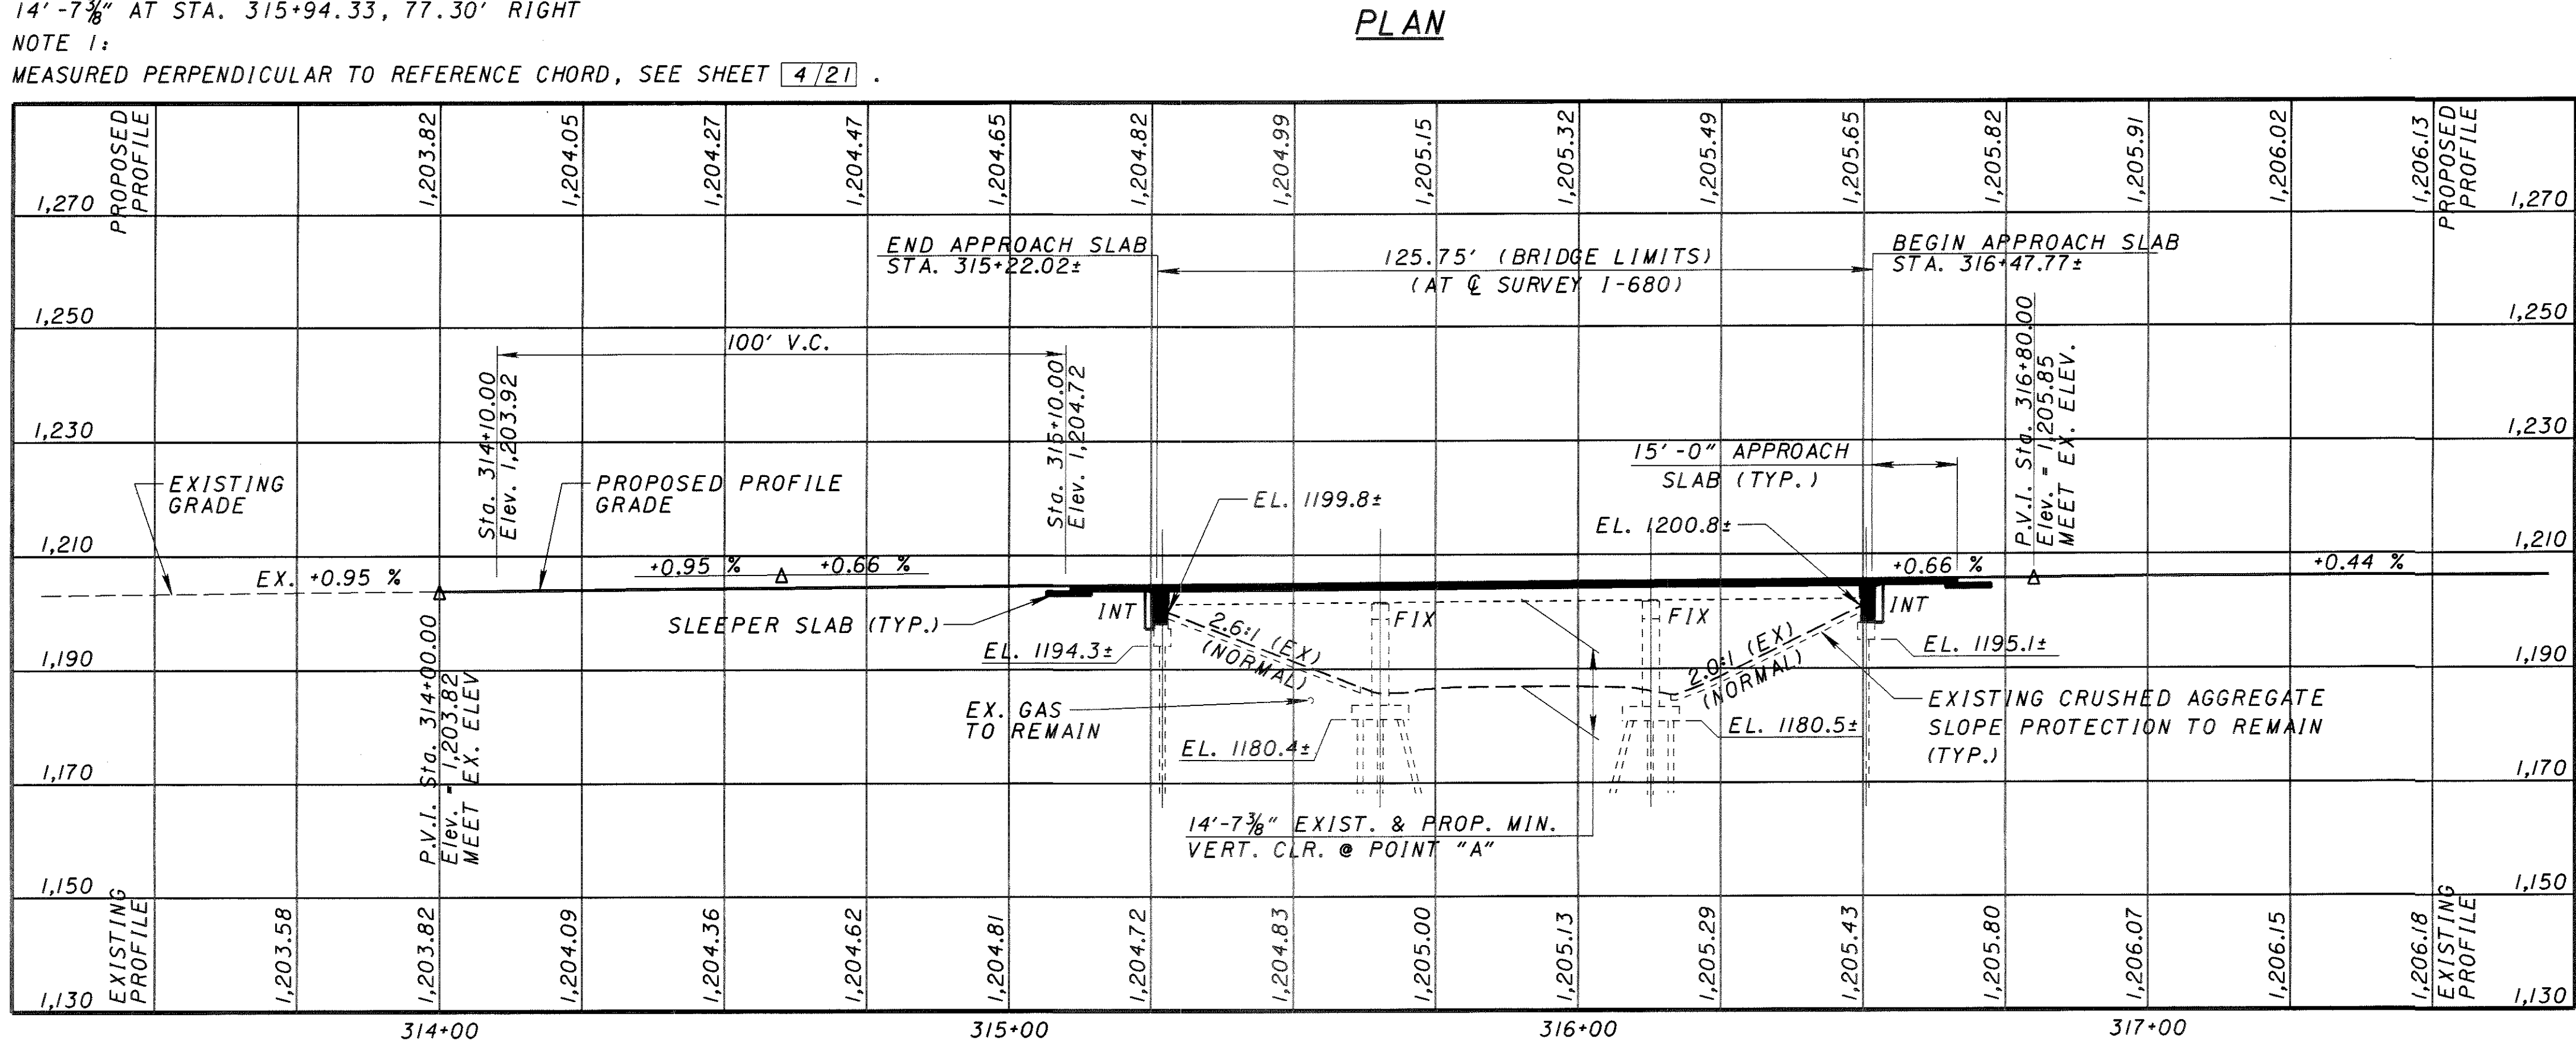 14'-7⅜" AT STA. 315+94.33, 77.30' RIGHT
NOTE 1:
MEASURED PERPENDICULAR TO REFERENCE CHORD, SEE SHEET 4/21 .
PLAN
PROPOSED
PROFILE
1,203.82
1,204.05
1,204.27
1,204.47
1,204.65
1,204.82
1,204.99
1,205.15
1,205.32
1,205.49
1,205.65
1,205.82
1,205.91
1,206.02
1,206.13
PROPOSED
PROFILE
1,270
1,270
END APPROACH SLAB
STA. 315+22.02±
125.75' (BRIDGE LIMITS)
(AT ℄ SURVEY I-680)
BEGIN APPROACH SLAB
STA. 316+47.77±
1,250
1,250
100' V.C.
Sta. 314+10.00
Elev. 1,203.92
Sta. 315+10.00
Elev. 1,204.72
P.V.I. Sta. 316+80.00
Elev. = 1,205.85
MEET EX. ELEV.
1,230
1,230
15'-0" APPROACH
SLAB (TYP.)
EXISTING
GRADE
PROPOSED PROFILE
GRADE
EL. 1199.8±
EL. 1200.8±
1,210
1,210
EX. +0.95 %
+0.95 %
+0.66 %
+0.66 %
+0.44 %
SLEEPER SLAB (TYP.)
INT
FIX
FIX
INT
2.6:1 (EX)
(NORMAL)
2.0:1 (EX)
(NORMAL)
EL. 1194.3±
EL. 1195.1±
1,190
1,190
P.V.I. Sta. 314+00.00
Elev. = 1,203.82
MEET EX. ELEV
EX. GAS
TO REMAIN
EL. 1180.4±
EL. 1180.5±
EXISTING CRUSHED AGGREGATE
SLOPE PROTECTION TO REMAIN
(TYP.)
1,170
1,170
14'-7⅜" EXIST. & PROP. MIN.
VERT. CLR. @ POINT "A"
1,150
1,150
EXISTING
PROFILE
1,203.58
1,203.82
1,204.09
1,204.36
1,204.62
1,204.81
1,204.72
1,204.83
1,205.00
1,205.13
1,205.29
1,205.43
1,205.80
1,206.07
1,206.15
1,206.18
EXISTING
PROFILE
1,130
1,130
314+00
315+00
316+00
317+00